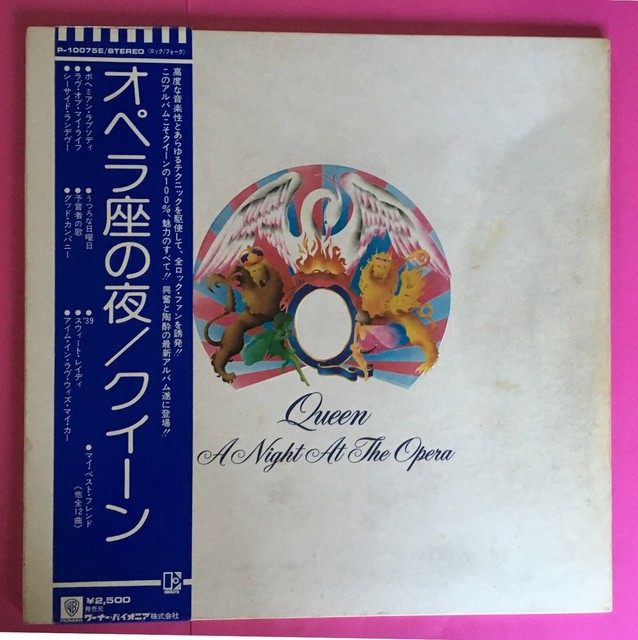 P-10075E/STEREO (ロック/フォーク)
高度な音楽性とあらゆるテクニックを駆使して、全ロック・ファンを誘発!!
このアルバムこそクイーンの100%、魅力のすべて!! 興奮と陶酔の最新アルバム遂に登場!!
オペラ座の夜/クイーン
●ボヘミアン・ラプソディ
●ラヴ・オブ・マイ・ライフ
●シーサイド・ランデヴー
●うつろな日曜日
●予言者の歌
●グッド・カンパニー
●'39
●スウィート・レイディ
●アイム・イン・ラヴ・ウィズ・マイ・カー
●マイ・ベスト・フレンド
(他全12曲)
Queen
A Night At The Opera
¥2,500
発売元
ワーナー・パイオニア株式会社
PIONEER